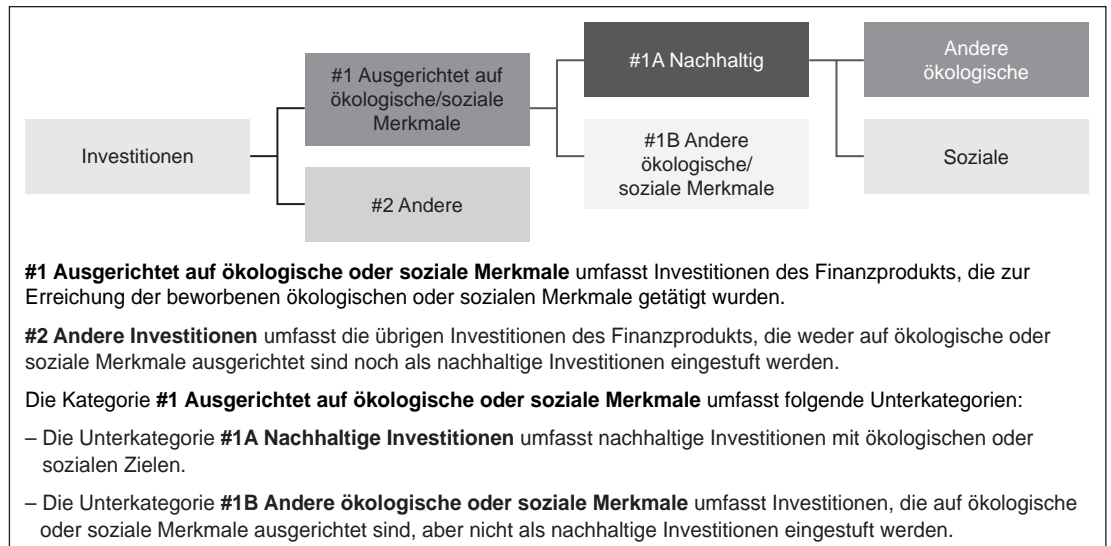 Investitionen
#1 Ausgerichtet auf
ökologische/soziale
Merkmale
#2 Andere
#1A Nachhaltig
#1B Andere
ökologische/
soziale Merkmale
Andere
ökologische
Soziale
#1 Ausgerichtet auf ökologische oder soziale Merkmale umfasst Investitionen des Finanzprodukts, die zur
Erreichung der beworbenen ökologischen oder sozialen Merkmale getätigt wurden.
#2 Andere Investitionen umfasst die übrigen Investitionen des Finanzprodukts, die weder auf ökologische oder
soziale Merkmale ausgerichtet sind noch als nachhaltige Investitionen eingestuft werden.
Die Kategorie #1 Ausgerichtet auf ökologische oder soziale Merkmale umfasst folgende Unterkategorien:
– Die Unterkategorie #1A Nachhaltige Investitionen umfasst nachhaltige Investitionen mit ökologischen oder
sozialen Zielen.
– Die Unterkategorie #1B Andere ökologische oder soziale Merkmale umfasst Investitionen, die auf ökologische
oder soziale Merkmale ausgerichtet sind, aber nicht als nachhaltige Investitionen eingestuft werden.